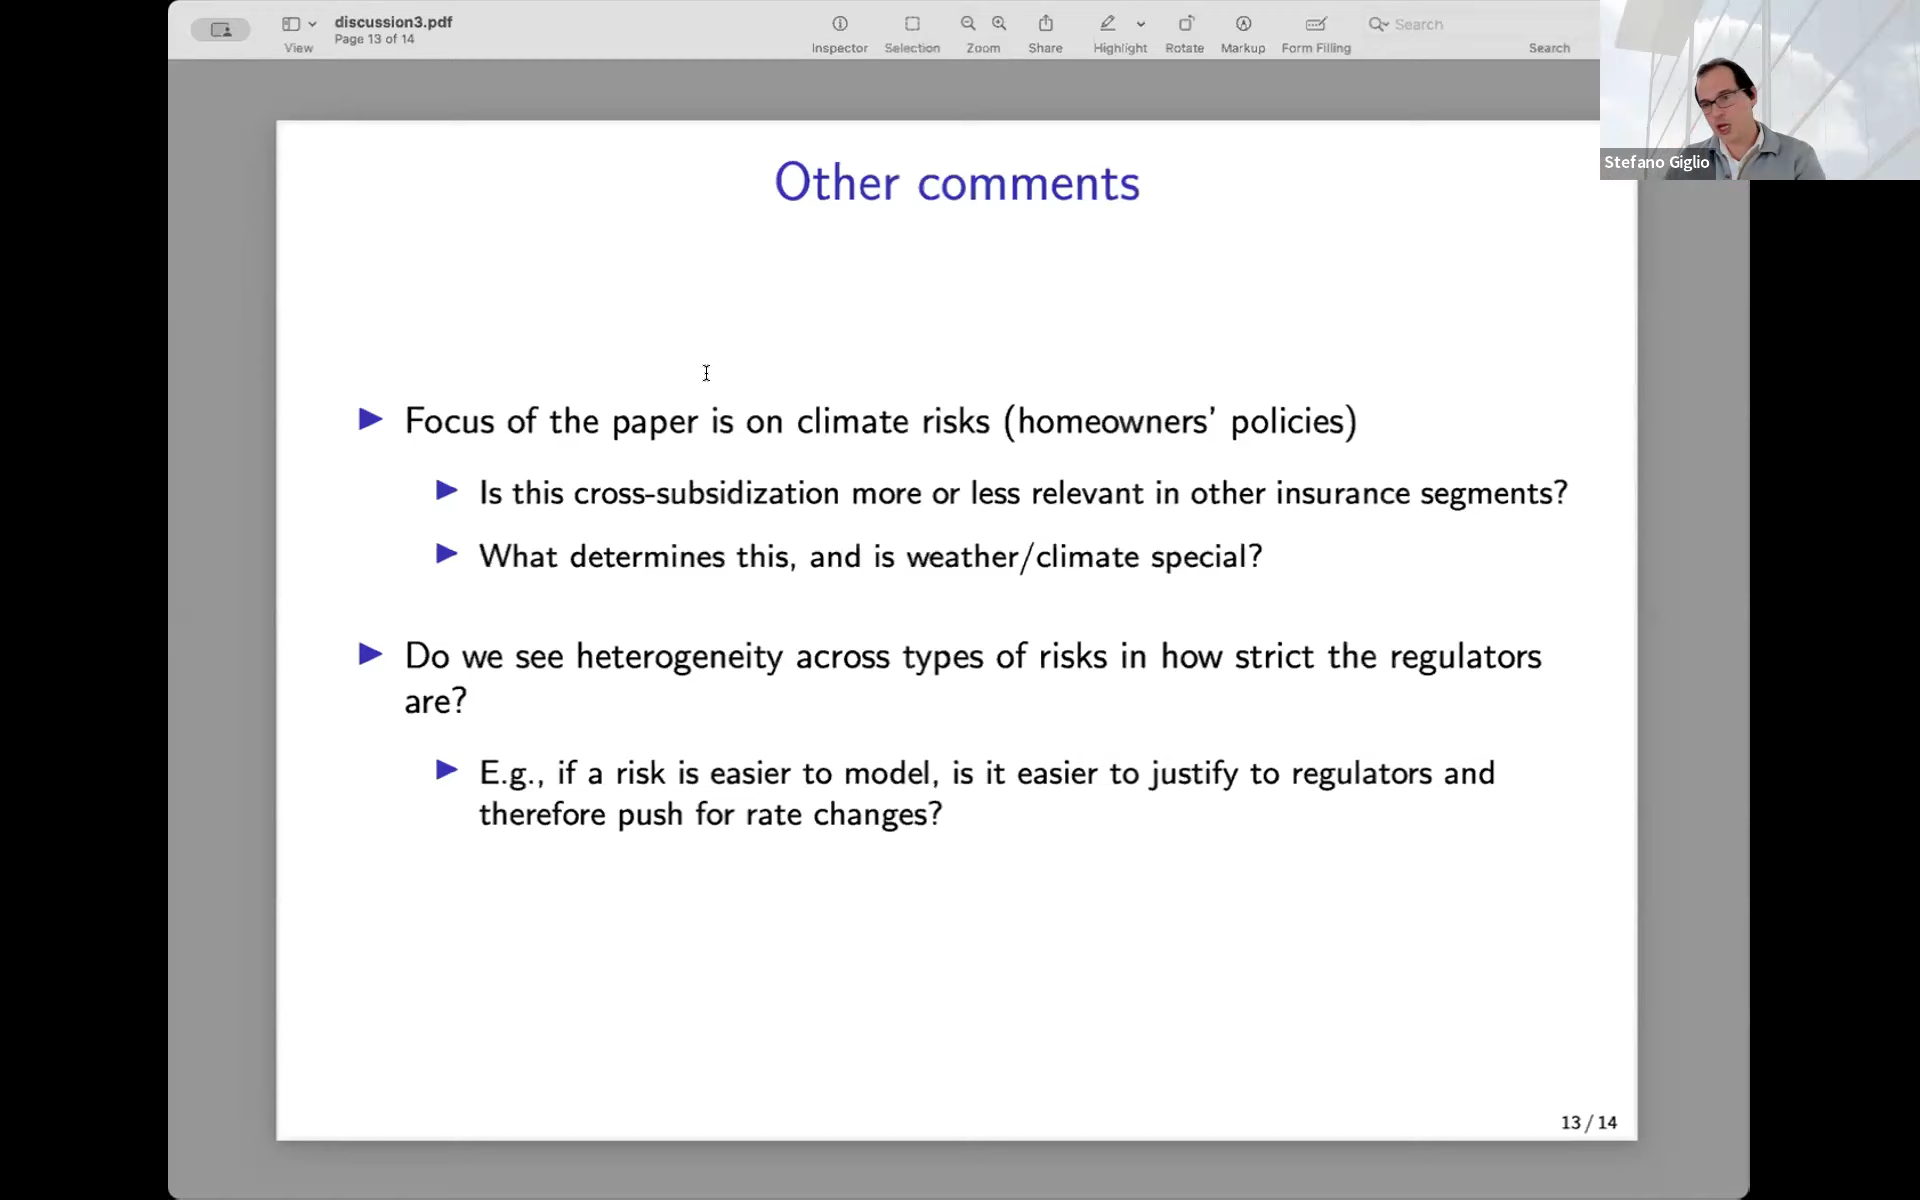 discussion3.pdf
Page 13 of 14
View
Inspector
Selection
Zoom
Share
Highlight
Rotate
Markup
Form Filling
Search
Search
Stefano Giglio
Other comments
Focus of the paper is on climate risks (homeowners' policies)
Is this cross-subsidization more or less relevant in other insurance segments?
What determines this, and is weather/climate special?
Do we see heterogeneity across types of risks in how strict the regulators
are?
E.g., if a risk is easier to model, is it easier to justify to regulators and
therefore push for rate changes?
13 / 14